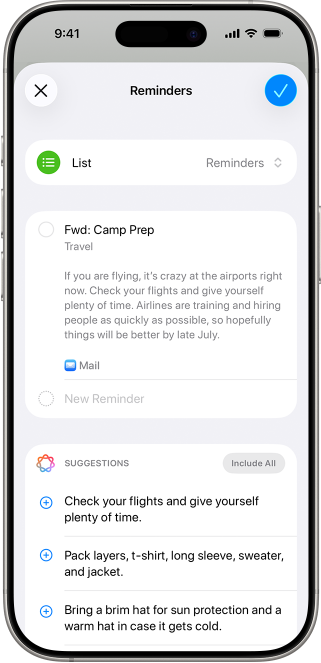 9:41
Reminders
List
Reminders
Fwd: Camp Prep
Travel
If you are flying, it's crazy at the airports right
now. Check your flights and give yourself
plenty of time. Airlines are training and hiring
people as quickly as possible, so hopefully
things will be better by late July.
Mail
New Reminder
SUGGESTIONS
Include All
Check your flights and give yourself
plenty of time.
Pack layers, t-shirt, long sleeve, sweater,
and jacket.
Bring a brim hat for sun protection and a
warm hat in case it gets cold.